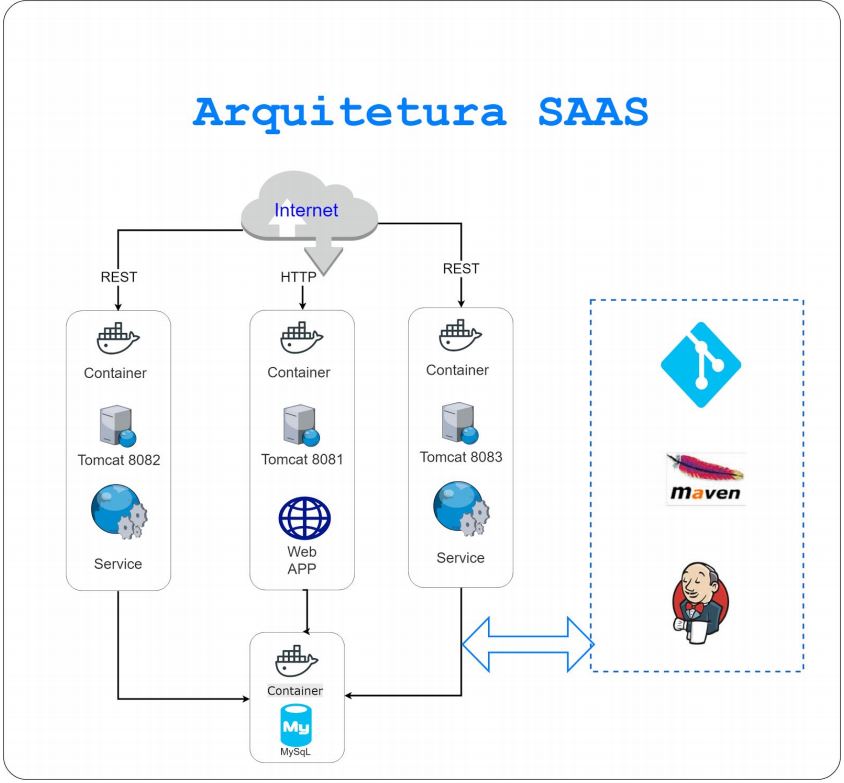 Arquitetura SAAS
Internet
REST
HTTP
REST
Container
Tomcat 8082
Service
Container
Tomcat 8081
Web
APP
Container
Tomcat 8083
Service
Container
My
MySqL
maven